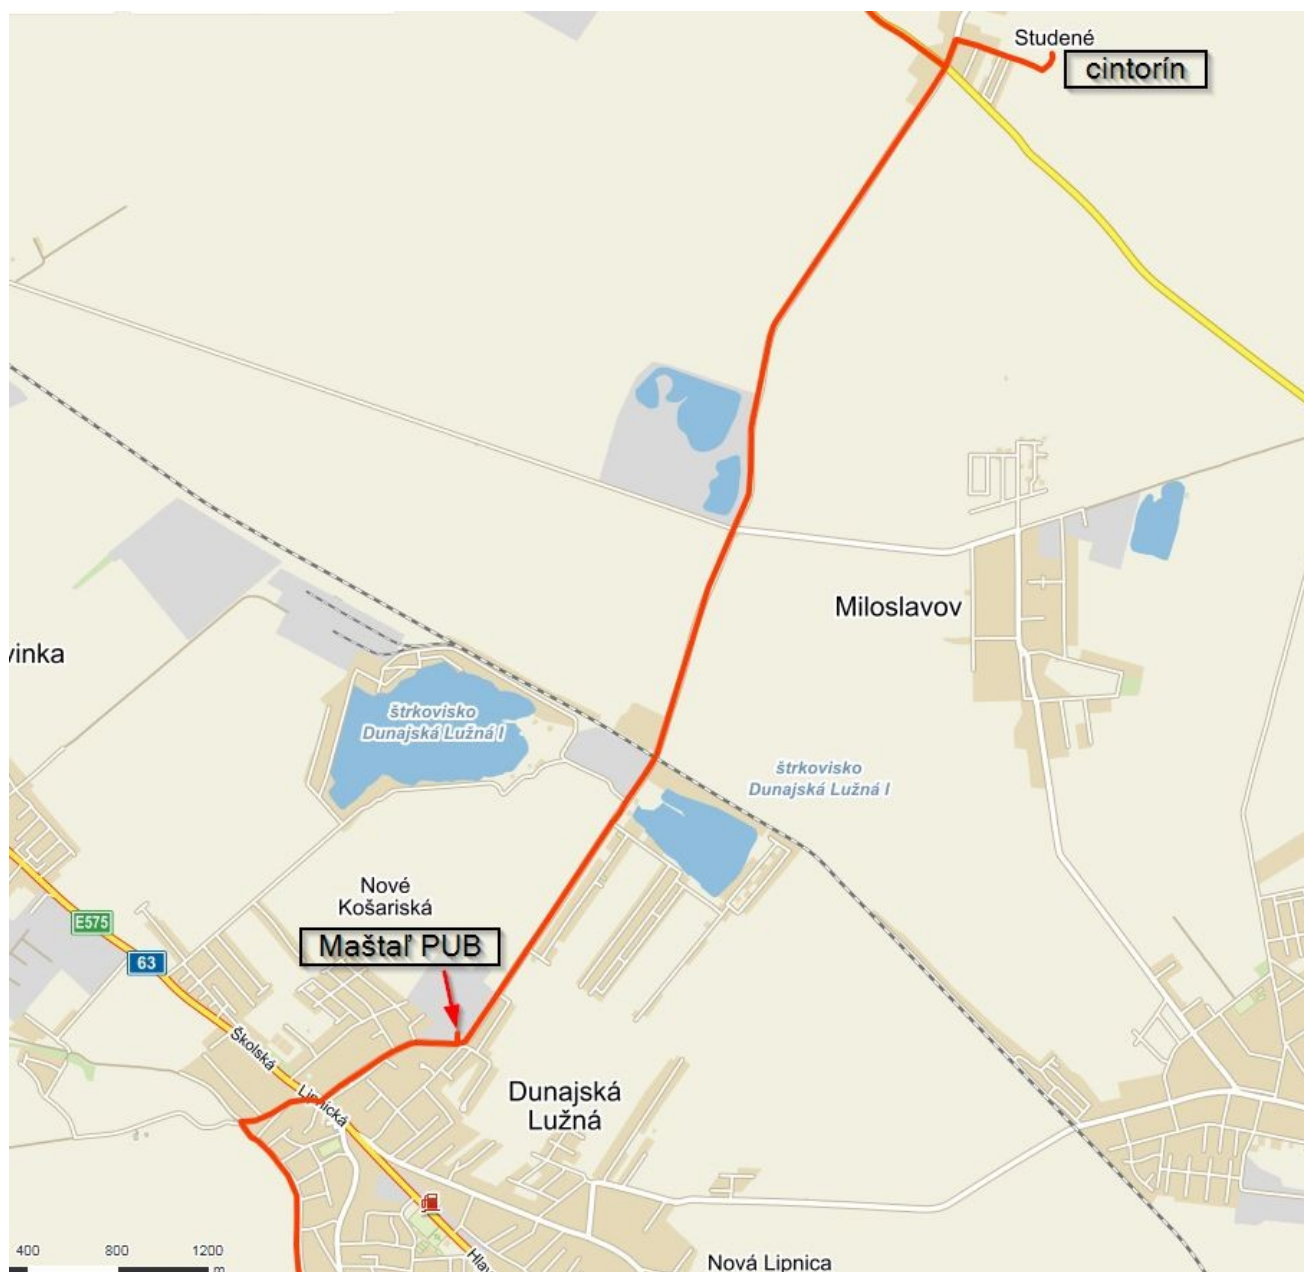 Studené
cintorín
Miloslavov
vinka
štrkovisko
Dunajská Lužná I
štrkovisko
Dunajská Lužná I
Nové
Košariská
E575
Maštaľ PUB
63
Školská
Lipnická
Dunajská
Lužná
Hlav
400 800 1200
m
Nová Lipnica